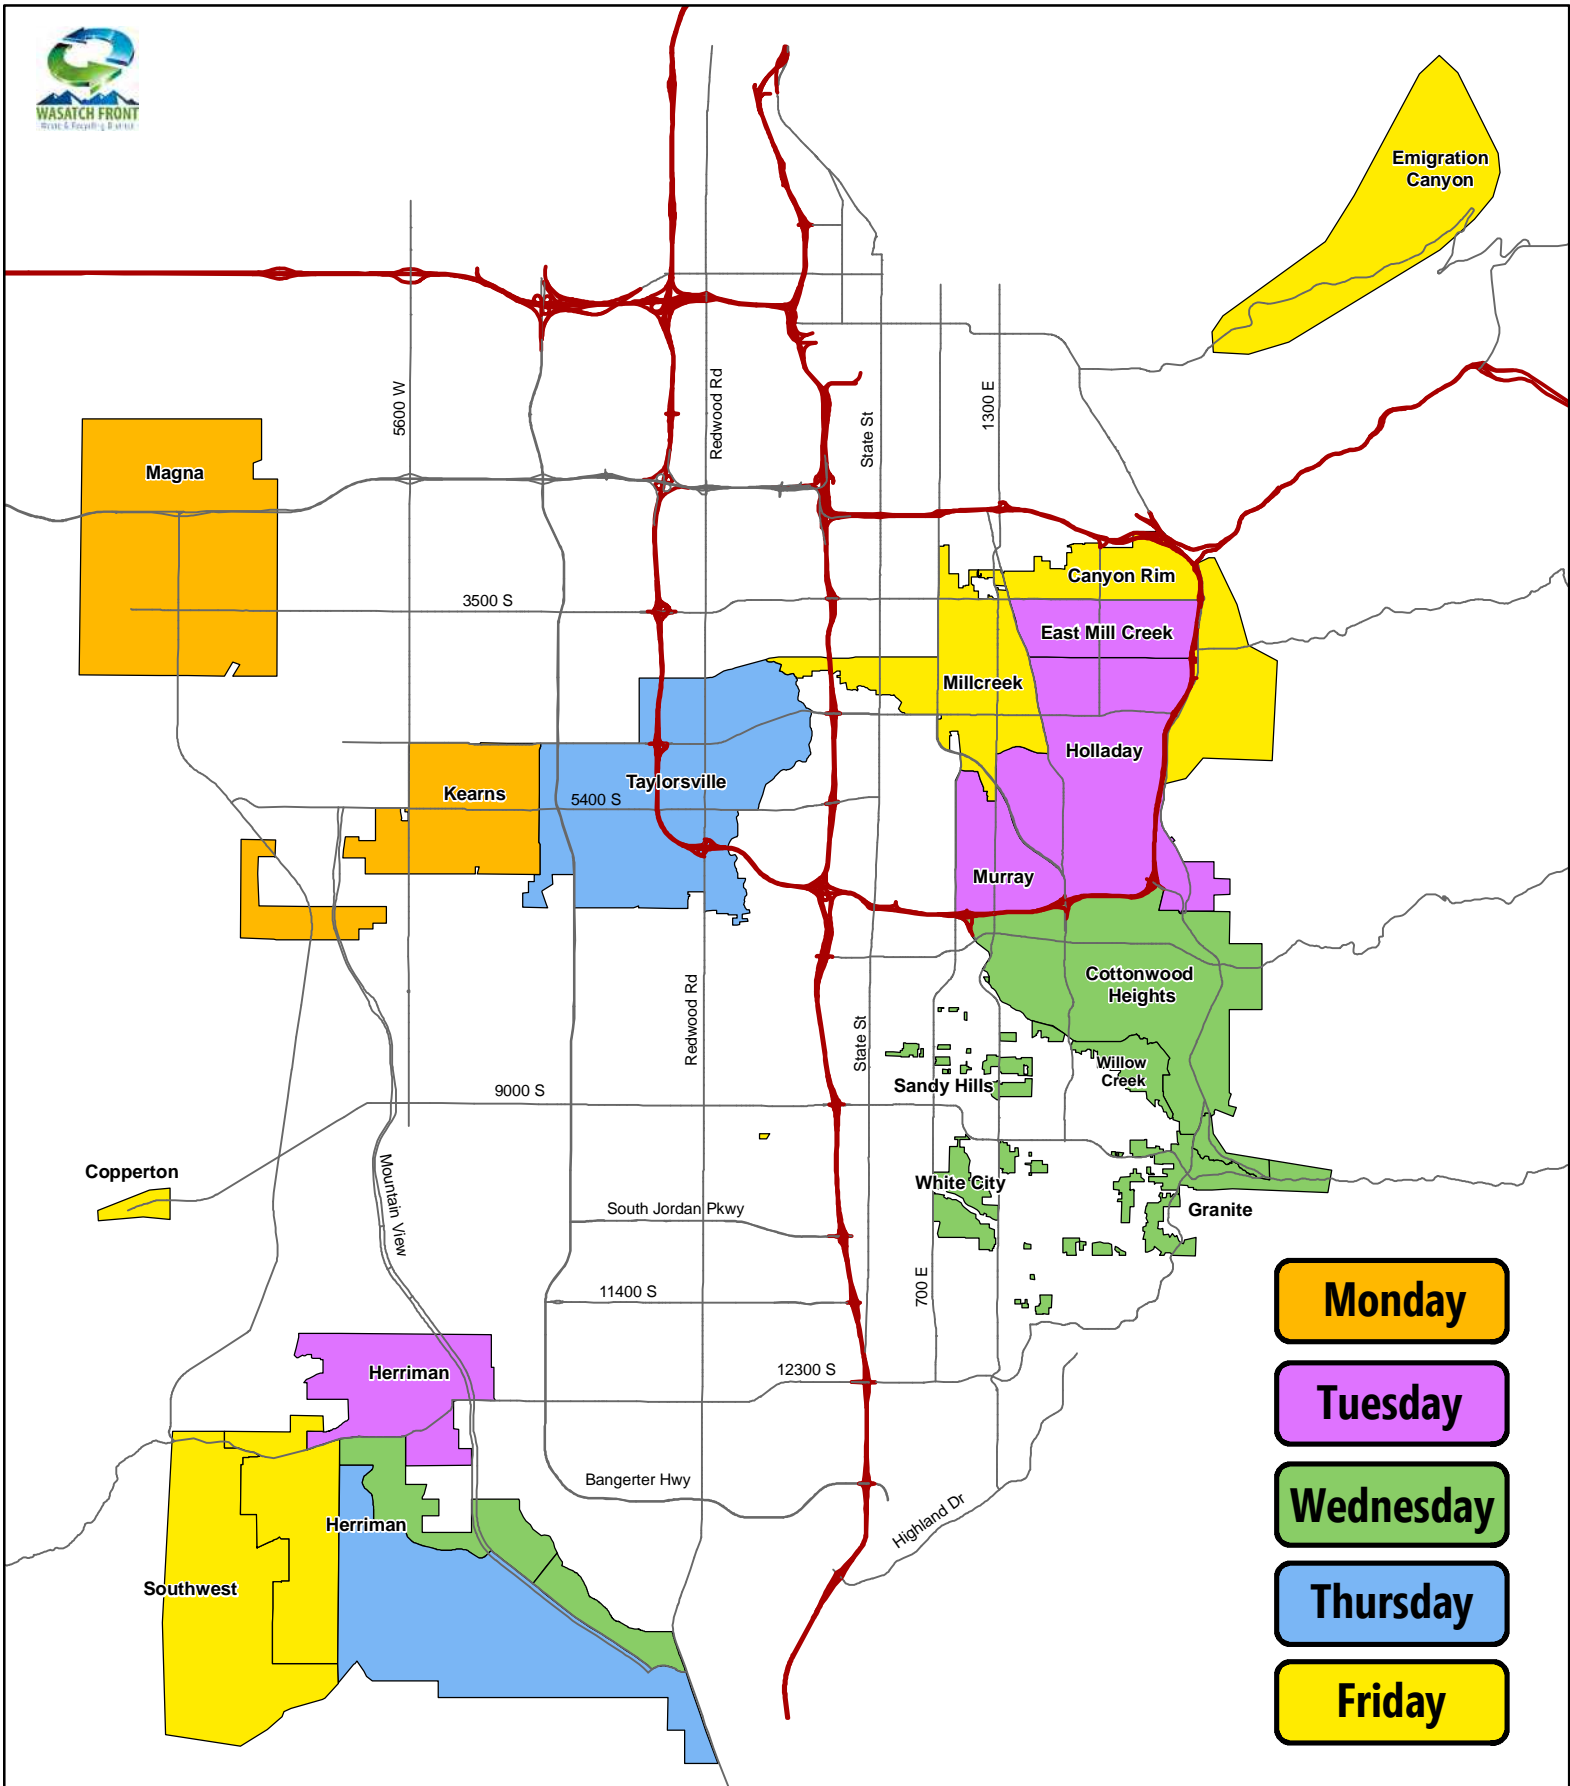 WASATCH FRONT
Waste & Recycling District
Emigration
Canyon
5600 W
Redwood Rd
State St
1300 E
Magna
Canyon Rim
3500 S
East Mill Creek
Millcreek
Holladay
Taylorsville
Kearns
5400 S
Murray
Cottonwood
Heights
Redwood Rd
State St
Willow
Creek
Sandy Hills
9000 S
Copperton
Mountain View
White City
South Jordan Pkwy
Granite
700 E
11400 S
Herriman
12300 S
Bangerter Hwy
Highland Dr
Herriman
Southwest
Monday
Tuesday
Wednesday
Thursday
Friday